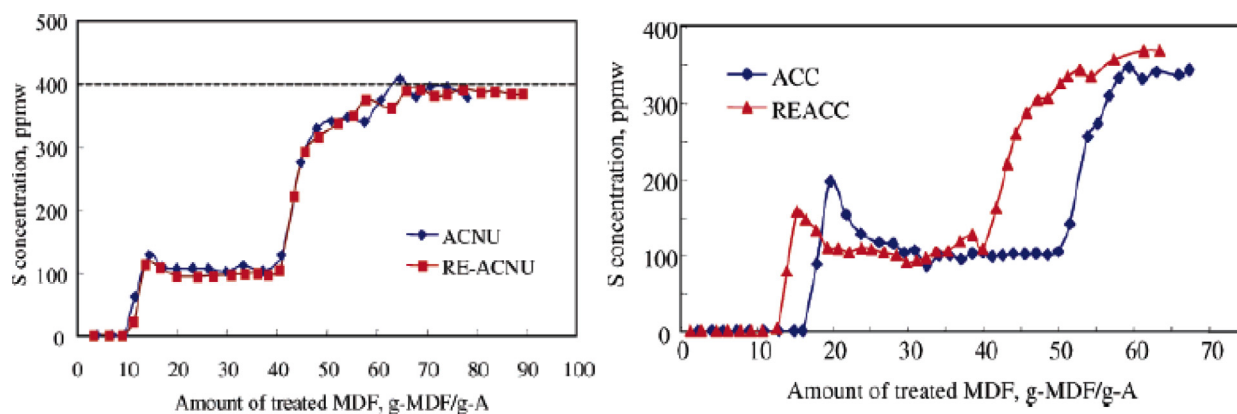 500
400
300
200
100
0
S concentration, ppmw
ACNU
RE-ACNU
0 10 20 30 40 50 60 70 80 90 100
Amount of treated MDF, g-MDF/g-A
400
300
200
100
0
S concentration, ppmw
ACC
REACC
0 10 20 30 40 50 60 70
Amount of treated MDF, g-MDF/g-A